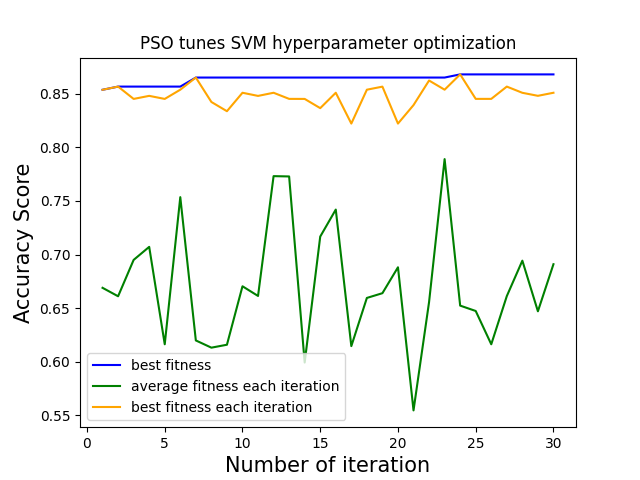 PSO tunes SVM hyperparameter optimization
Accuracy Score
0.85
0.80
0.75
0.70
0.65
0.60
0.55
best fitness
average fitness each iteration
best fitness each iteration
0 5 10 15 20 25 30
Number of iteration